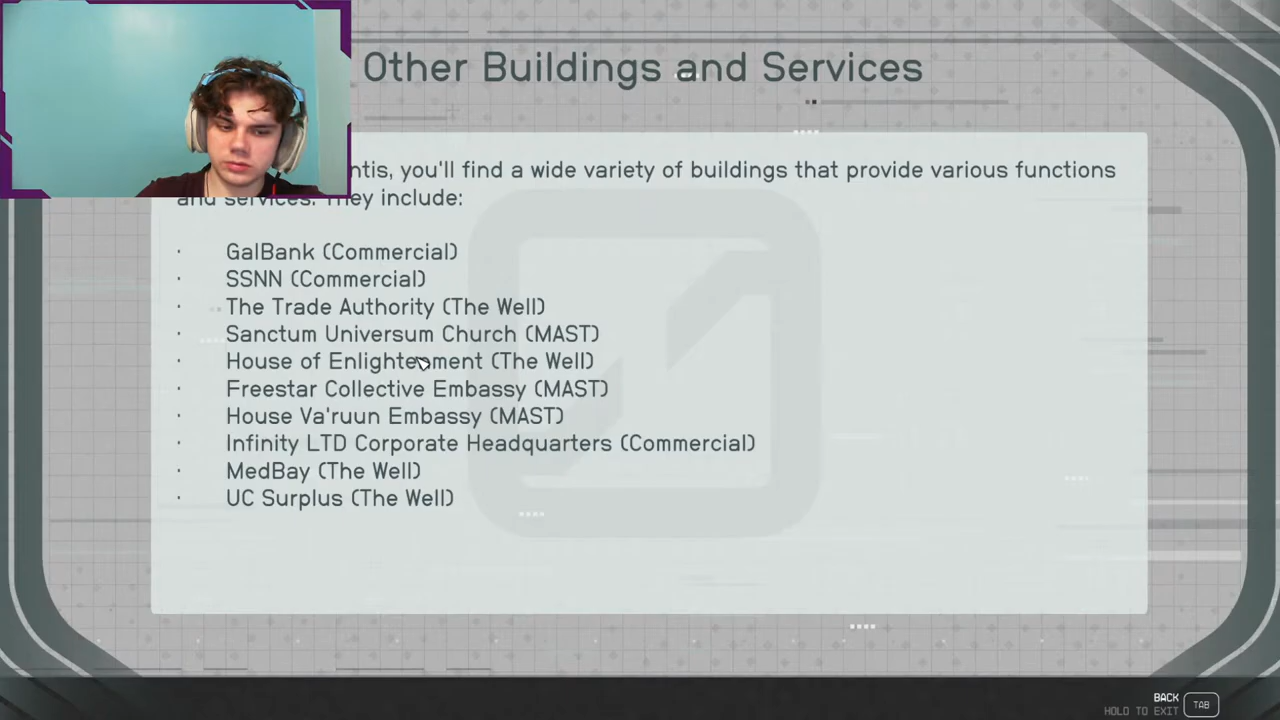 Other Buildings and Services
you'll find a wide variety of buildings that provide various functions
and services. They include:
· GalBank (Commercial)
· SSNN (Commercial)
· The Trade Authority (The Well)
· Sanctum Universum Church (MAST)
· House of Enlightenment (The Well)
· Freestar Collective Embassy (MAST)
· House Va'ruun Embassy (MAST)
· Infinity LTD Corporate Headquarters (Commercial)
· MedBay (The Well)
· UC Surplus (The Well)
BACK
HOLD TO EXIT
TAB